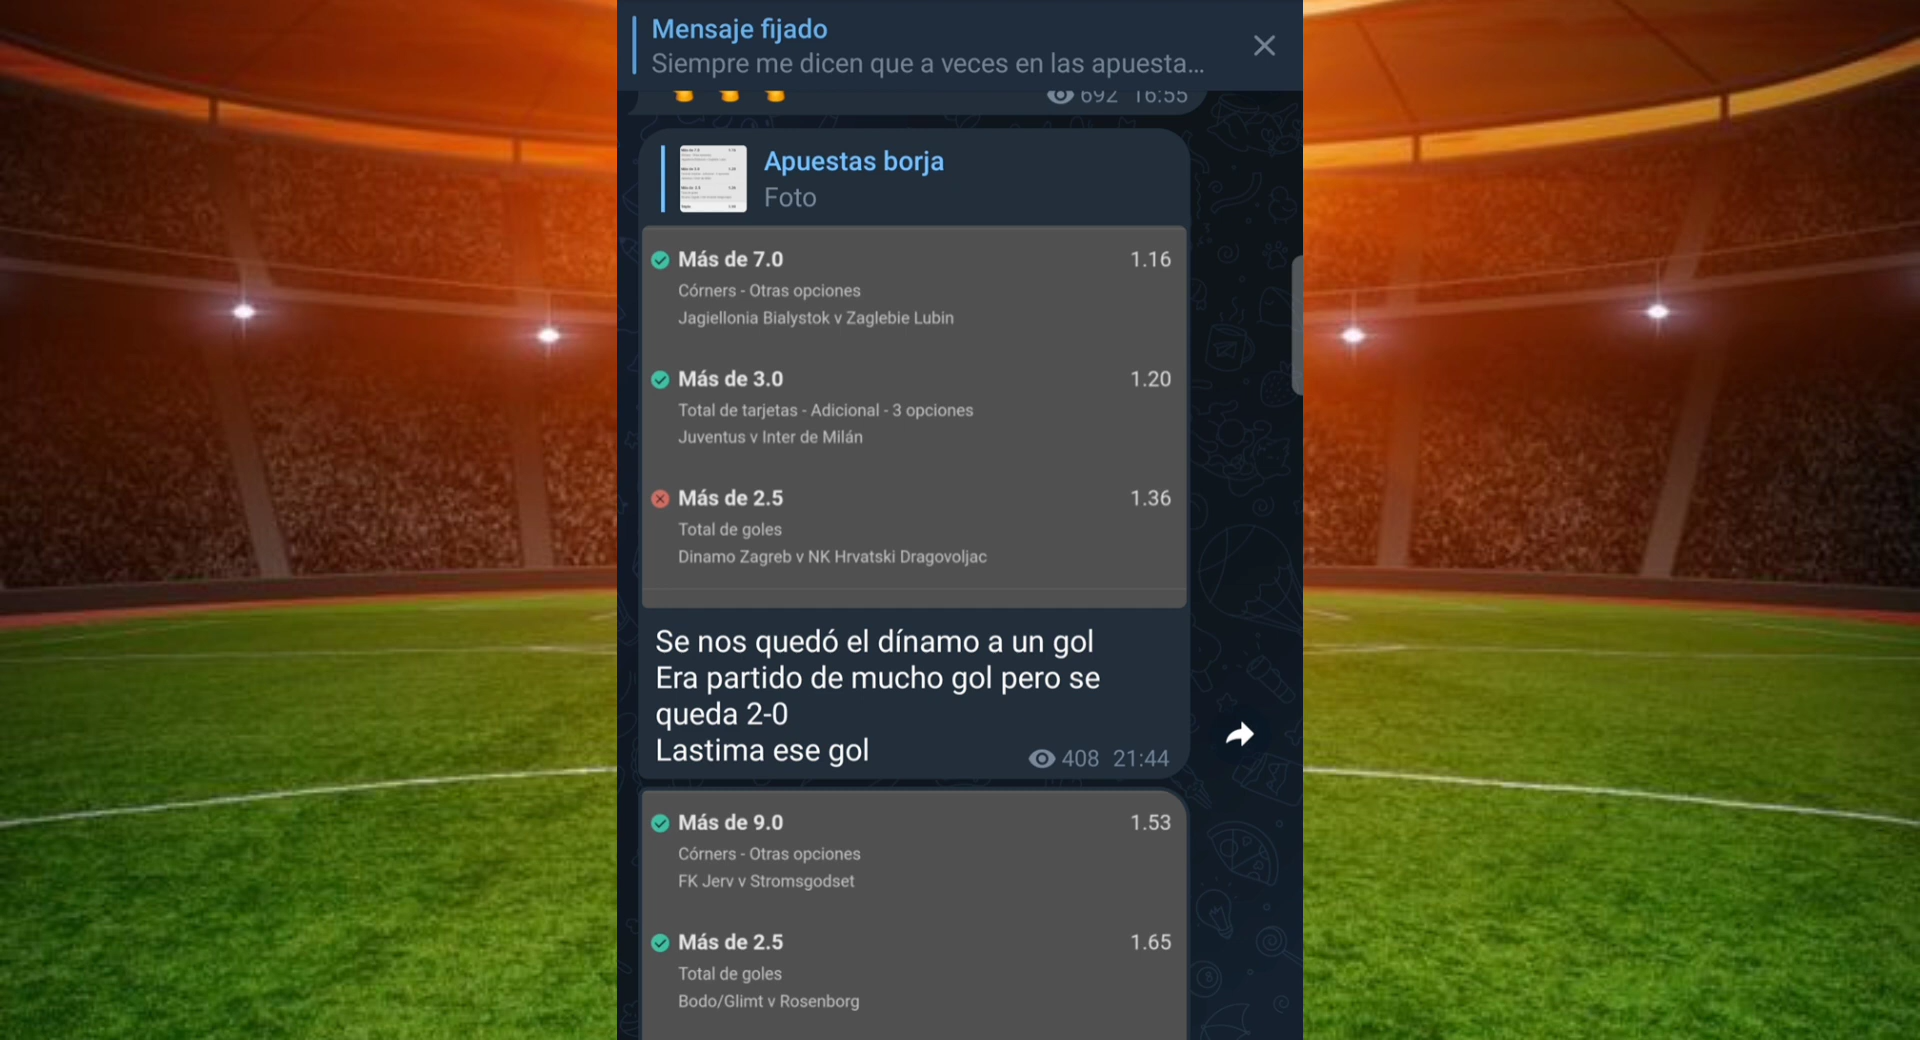 Mensaje fijado
Siempre me dicen que a veces en las apuesta...
692 16:55
Apuestas borja
Foto
Más de 7.0 1.16
Córners - Otras opciones
Jagiellonia Bialystok v Zaglebie Lubin
Más de 3.0 1.20
Total de tarjetas - Adicional - 3 opciones
Juventus v Inter de Milán
Más de 2.5 1.36
Total de goles
Dinamo Zagreb v NK Hrvatski Dragovoljac
Se nos quedó el dínamo a un gol
Era partido de mucho gol pero se
queda 2-0
Lastima ese gol
408 21:44
Más de 9.0 1.53
Córners - Otras opciones
FK Jerv v Stromsgodset
Más de 2.5 1.65
Total de goles
Bodo/Glimt v Rosenborg